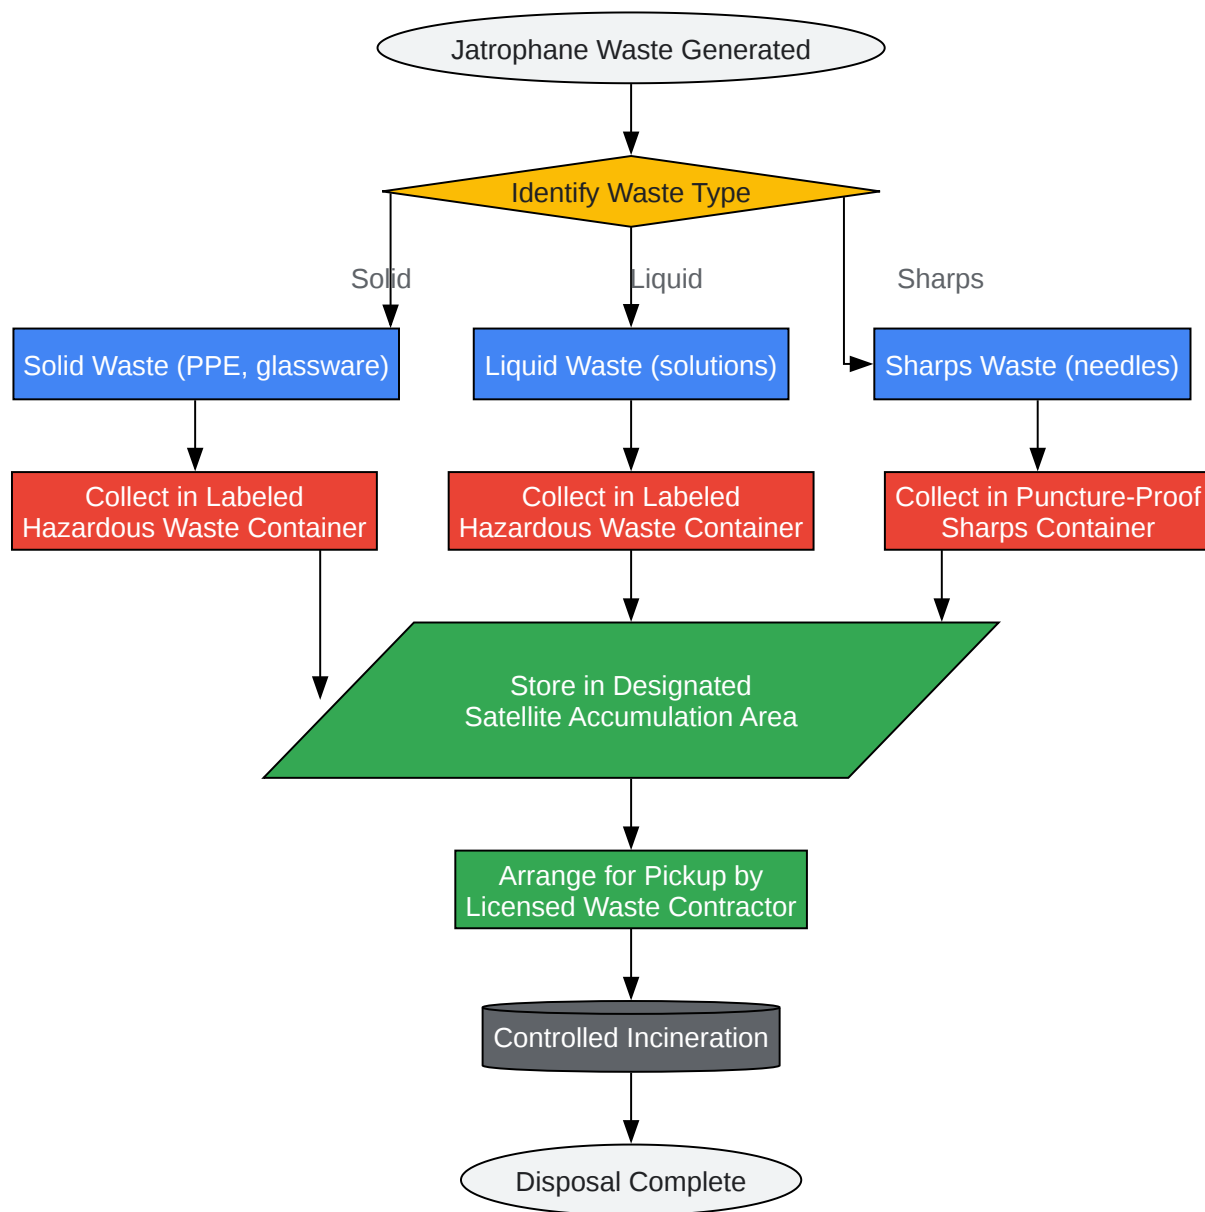 Jatrophane Waste Generated
Identify Waste Type
Solid
Liquid
Sharps
Solid Waste (PPE, glassware)
Liquid Waste (solutions)
Sharps Waste (needles)
Collect in Labeled
Hazardous Waste Container
Collect in Labeled
Hazardous Waste Container
Collect in Puncture-Proof
Sharps Container
Store in Designated
Satellite Accumulation Area
Arrange for Pickup by
Licensed Waste Contractor
Controlled Incineration
Disposal Complete